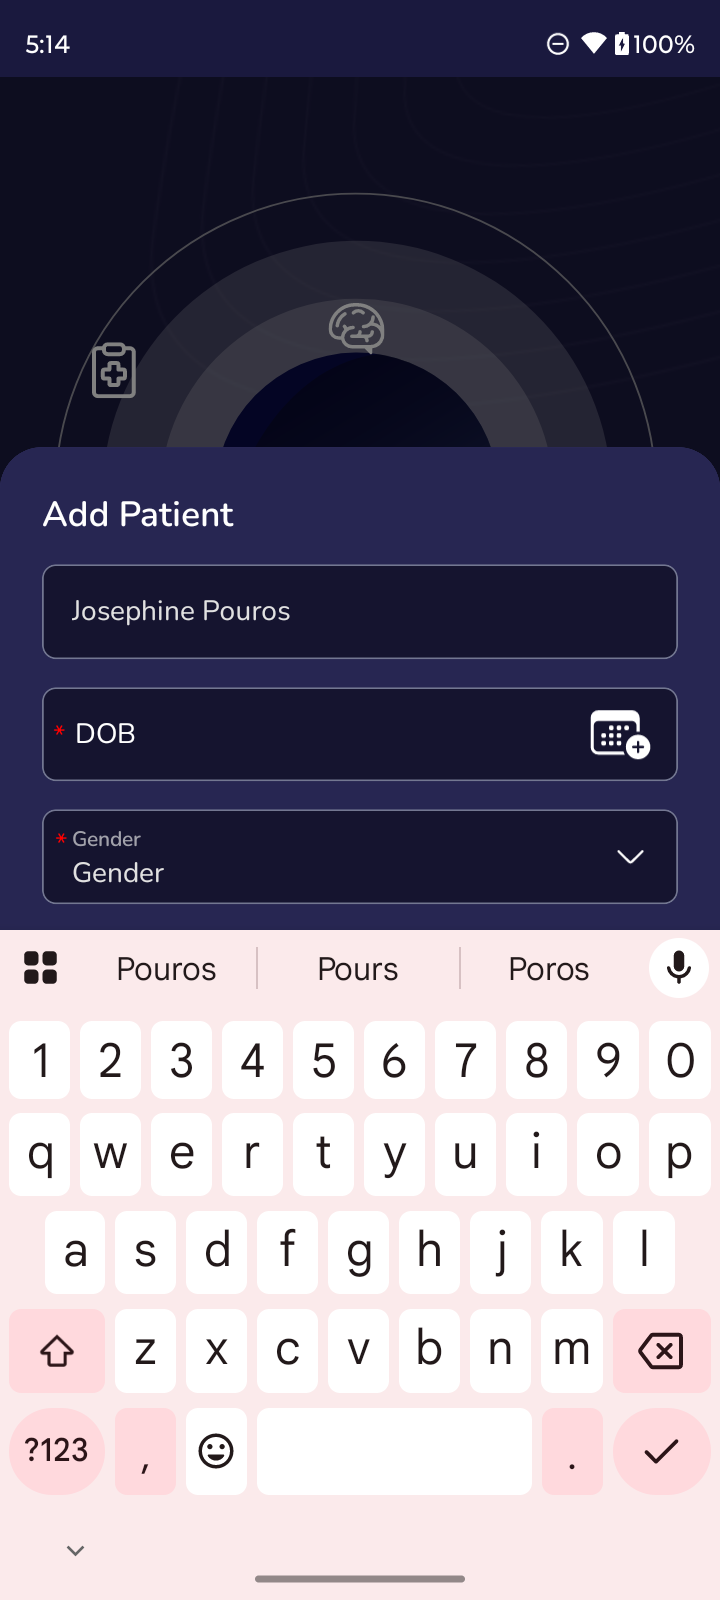 5:14
100%
Add Patient
Josephine Pouros
* DOB
* Gender
Gender
Pouros Pours Poros
1 2 3 4 5 6 7 8 9 0
q w e r t y u i o p
a s d f g h j k l
z x c v b n m
?123 , .